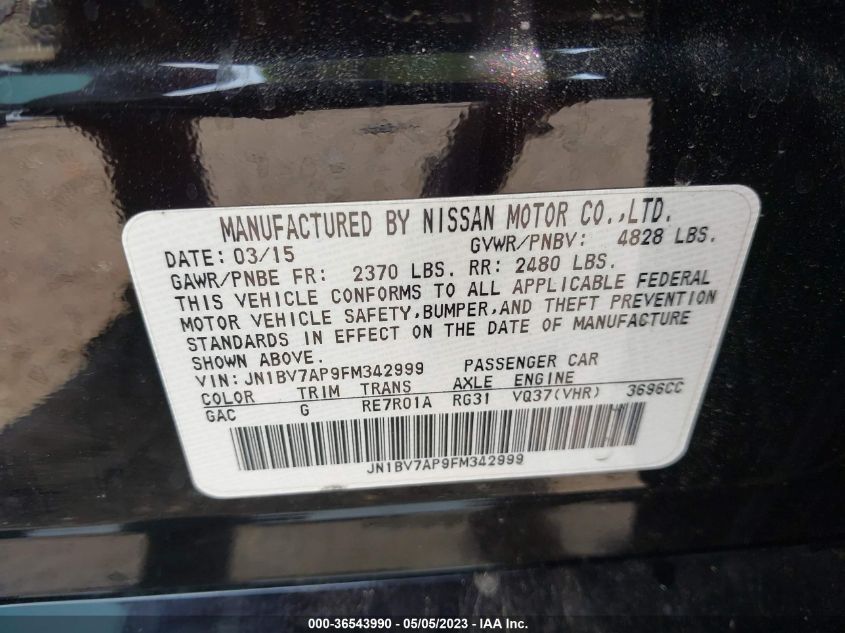 MANUFACTURED BY NISSAN MOTOR CO.,LTD.
DATE: 03/15 GVWR/PNBV: 4828 LBS.
GAWR/PNBE FR: 2370 LBS. RR: 2480 LBS.
THIS VEHICLE CONFORMS TO ALL APPLICABLE FEDERAL
MOTOR VEHICLE SAFETY,BUMPER,AND THEFT PREVENTION
STANDARDS IN EFFECT ON THE DATE OF MANUFACTURE
SHOWN ABOVE.
VIN: JN1BV7AP9FM342999 PASSENGER CAR
COLOR TRIM TRANS AXLE ENGINE
GAC G RE7R01A RG31 VQ37(VHR) 3696CC
JN1BV7AP9FM342999
000-36543990 - 05/05/2023 - IAAI.com